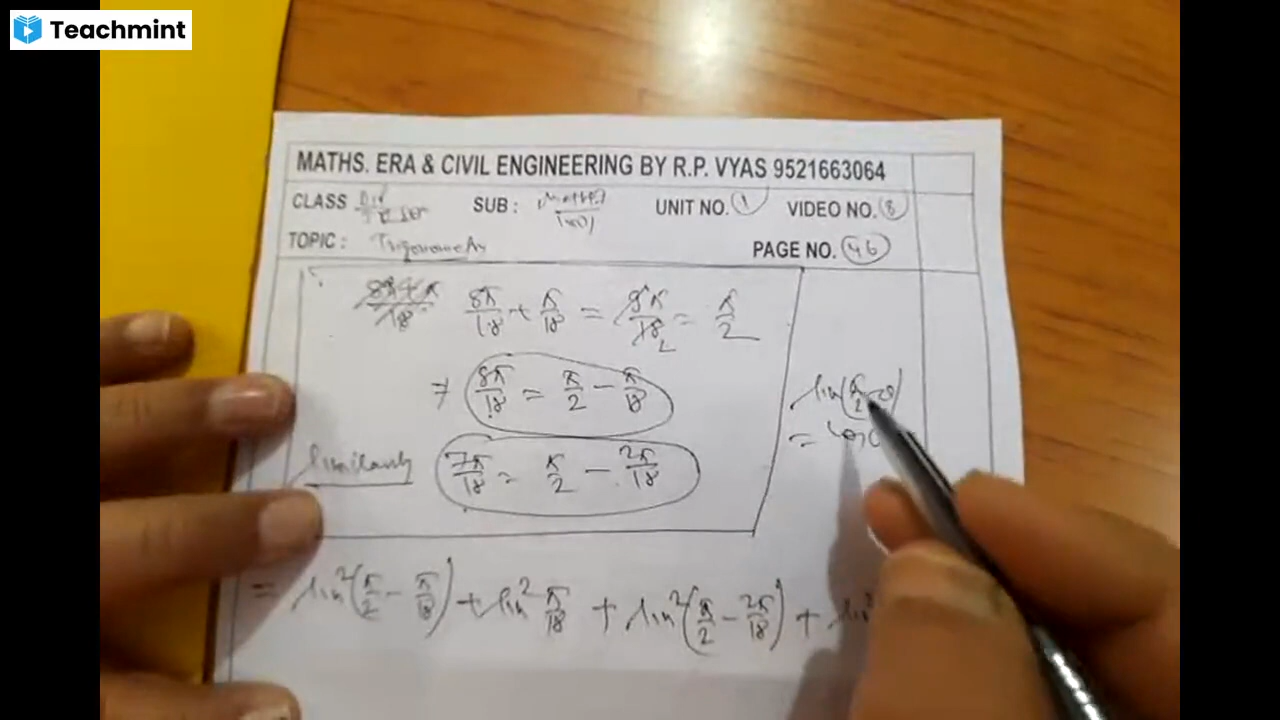 Teachmint
MATHS. ERA & CIVIL ENGINEERING BY R.P. VYAS 9521663064
CLASS SUB : UNIT NO. 1 VIDEO NO. 8
TOPIC : Trigonometry PAGE NO. 46
8π/18 + π/18 = 9π/18 = π/2
⇒ 8π/18 = π/2 − π/18
Similarly 7π/18 = π/2 − 2π/18
sin(π/2 − θ)
= cos
= sin²(π/2 − π/18) + sin² π/18 + sin²(π/2 − 2π/18) + sin²